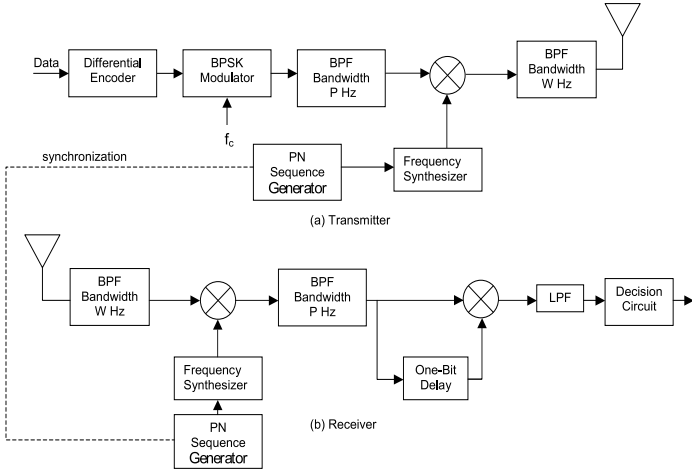 Data
Differential
Encoder
BPSK
Modulator
BPF
Bandwidth
P Hz
BPF
Bandwidth
W Hz
fc
synchronization
PN
Sequence
Generator
Frequency
Synthesizer
(a) Transmitter
BPF
Bandwidth
W Hz
BPF
Bandwidth
P Hz
LPF
Decision
Circuit
Frequency
Synthesizer
One-Bit
Delay
PN
Sequence
Generator
(b) Receiver